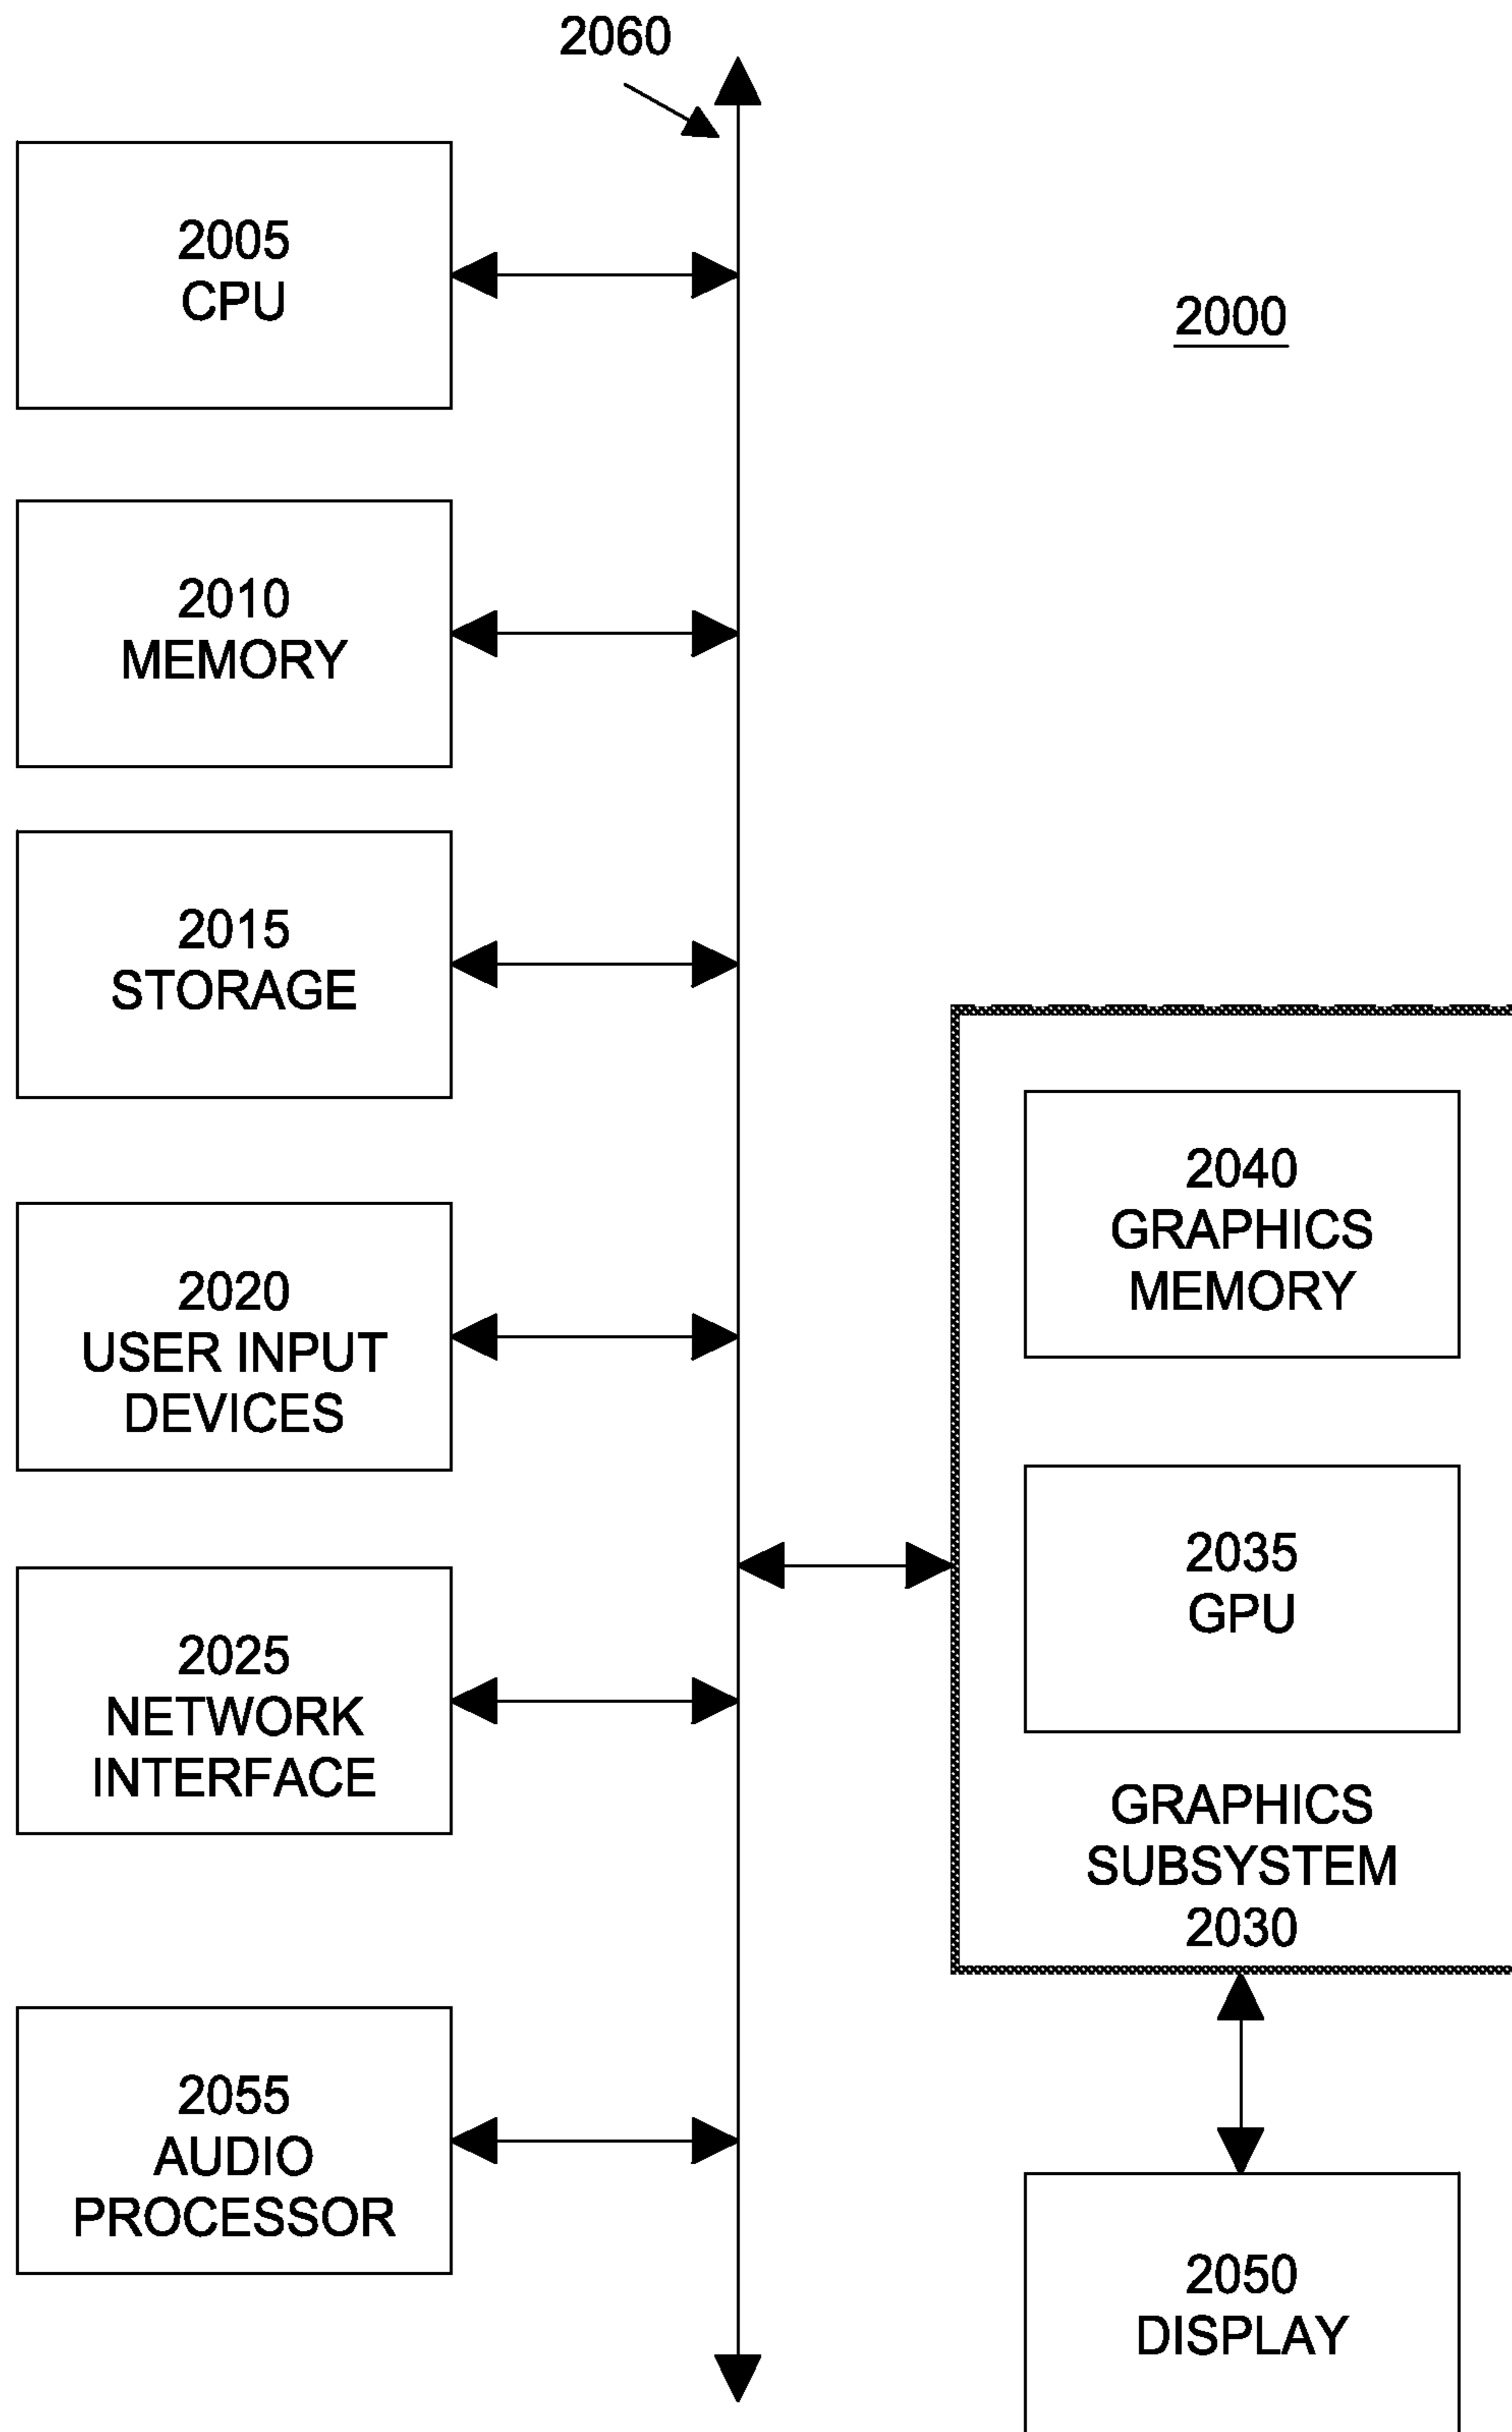 2060
2005
CPU
2000
2010
MEMORY
2015
STORAGE
2020
USER INPUT
DEVICES
2025
NETWORK
INTERFACE
2055
AUDIO
PROCESSOR
2040
GRAPHICS
MEMORY
2035
GPU
GRAPHICS
SUBSYSTEM
2030
2050
DISPLAY